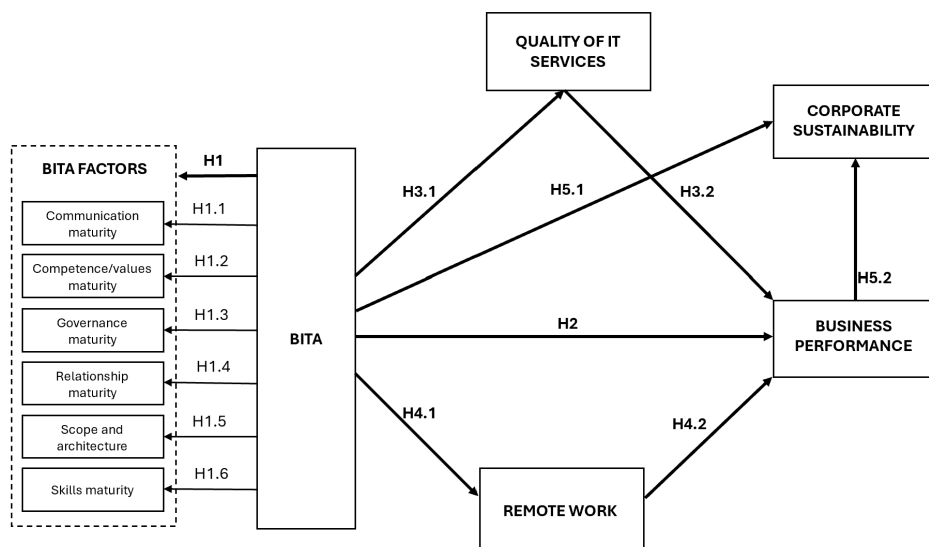 QUALITY OF IT
SERVICES
CORPORATE
SUSTAINABILITY
BITA FACTORS
H1
Communication
maturity
H1.1
Competence/values
maturity
H1.2
Governance
maturity
H1.3
Relationship
maturity
H1.4
Scope and
architecture
H1.5
Skills maturity
H1.6
BITA
H3.1
H5.1
H3.2
H2
H5.2
BUSINESS
PERFORMANCE
H4.1
H4.2
REMOTE WORK